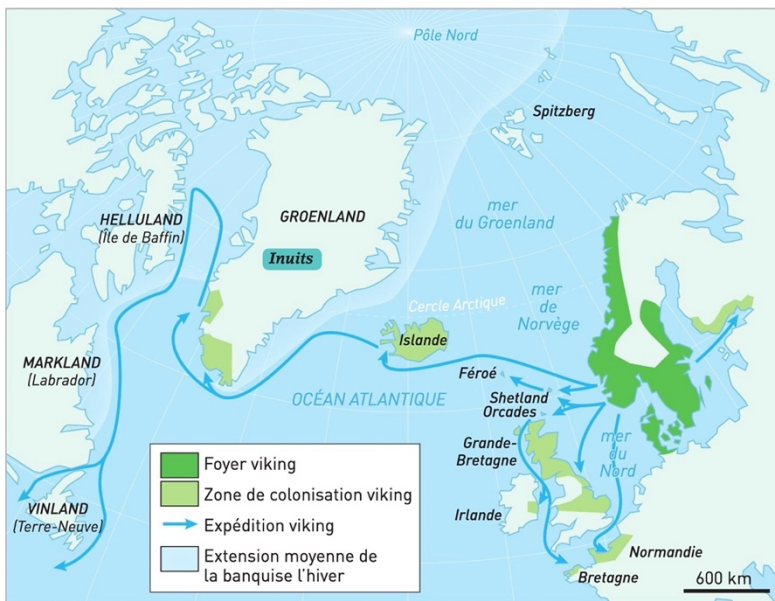 Pôle Nord
Spitzberg
HELLULAND
(Île de Baffin)
GROENLAND
mer
du Groenland
Inuits
Cercle Arctique
mer
de
Norvège
Islande
MARKLAND
(Labrador)
Féroé
OCÉAN ATLANTIQUE
Shetland
Orcades
mer
du
Nord
Grande-
Bretagne
Foyer viking
Zone de colonisation viking
VINLAND
(Terre-Neuve)
Expédition viking
Irlande
Extension moyenne de
la banquise l'hiver
Normandie
Bretagne
600 km